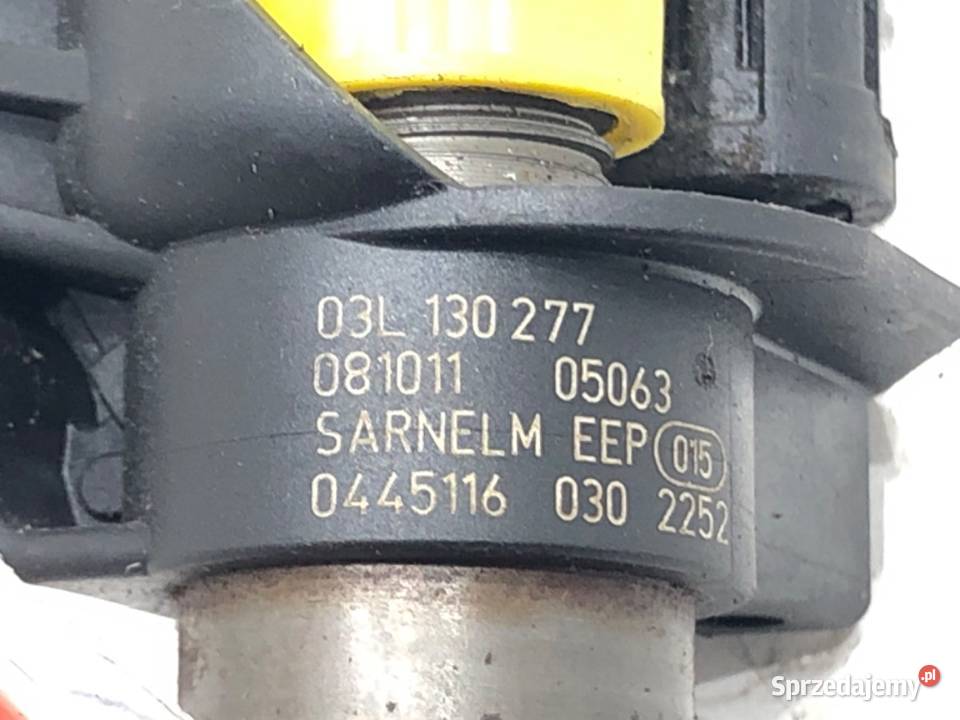 03L 130 277
081011 05063
SARNELM EEP 015
0445116 030 2252
Sprzedajemy.pl